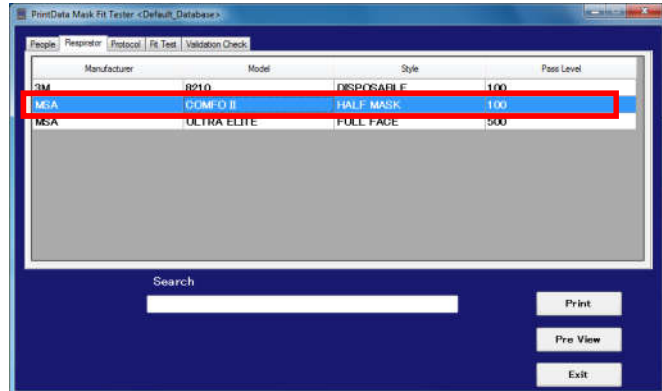 PrintData Mask Fit Tester <Default_Database>
People Respirator Protocol Fit Test Validation Check
Manufacturer Model Style Pass Level
3M 8210 DISPOSABLE 100
MSA COMFO II HALF MASK 100
MSA ULTRA ELITE FULL FACE 500
Search
Print
Pre View
Exit